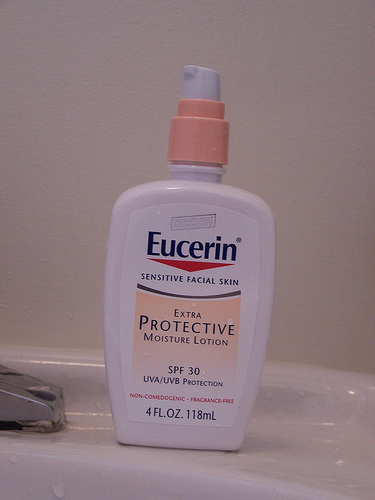 Eucerin®
SENSITIVE FACIAL SKIN
EXTRA
PROTECTIVE
MOISTURE LOTION
SPF 30
UVA/UVB PROTECTION
NON-COMEDOGENIC • FRAGRANCE-FREE
4 FL.OZ. 118mL